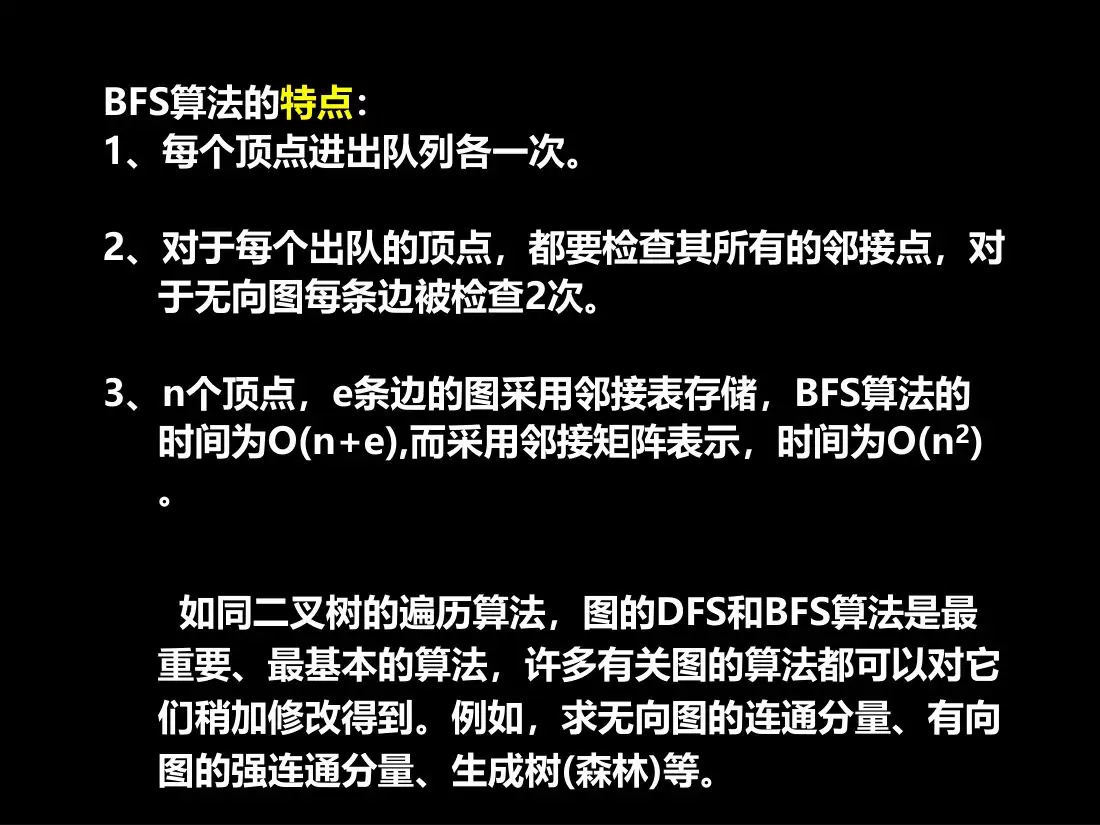 BFS算法的特点：
1、每个顶点进出队列各一次。
2、对于每个出队的顶点，都要检查其所有的邻接点，对
于无向图每条边被检查2次。
3、n个顶点，e条边的图采用邻接表存储，BFS算法的
时间为O(n+e),而采用邻接矩阵表示，时间为O(n²)
。
如同二叉树的遍历算法，图的DFS和BFS算法是最
重要、最基本的算法，许多有关图的算法都可以对它
们稍加修改得到。例如，求无向图的连通分量、有向
图的强连通分量、生成树(森林)等。